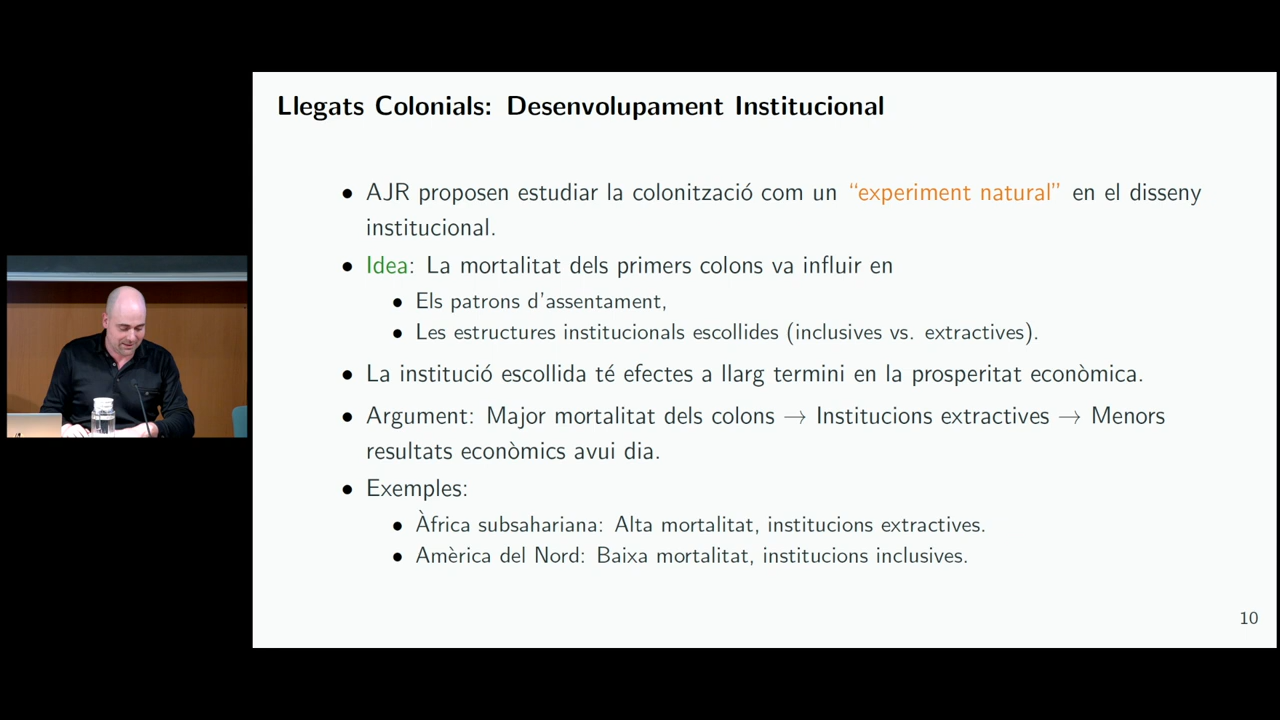 Llegats Colonials: Desenvolupament Institucional
• AJR proposen estudiar la colonització com un “experiment natural” en el disseny
institucional.
• Idea: La mortalitat dels primers colons va influir en
• Els patrons d'assentament,
• Les estructures institucionals escollides (inclusives vs. extractives).
• La institució escollida té efectes a llarg termini en la prosperitat econòmica.
• Argument: Major mortalitat dels colons → Institucions extractives → Menors
resultats econòmics avui dia.
• Exemples:
• Àfrica subsahariana: Alta mortalitat, institucions extractives.
• Amèrica del Nord: Baixa mortalitat, institucions inclusives.
10